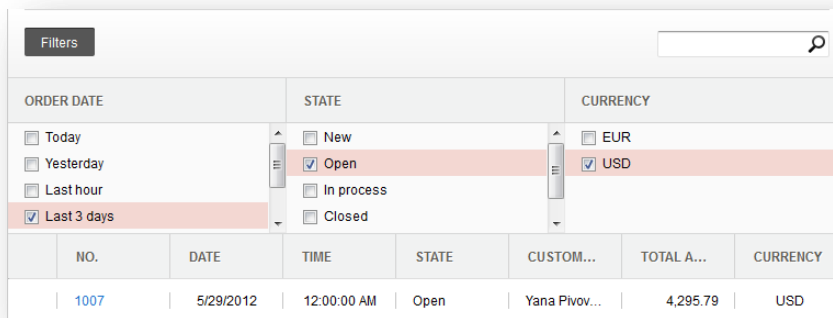 Filters
ORDER DATE STATE CURRENCY
Today New EUR
Yesterday Open USD
Last hour In process
Last 3 days Closed
NO. DATE TIME STATE CUSTOM... TOTAL A... CURRENCY
1007 5/29/2012 12:00:00 AM Open Yana Pivov... 4,295.79 USD